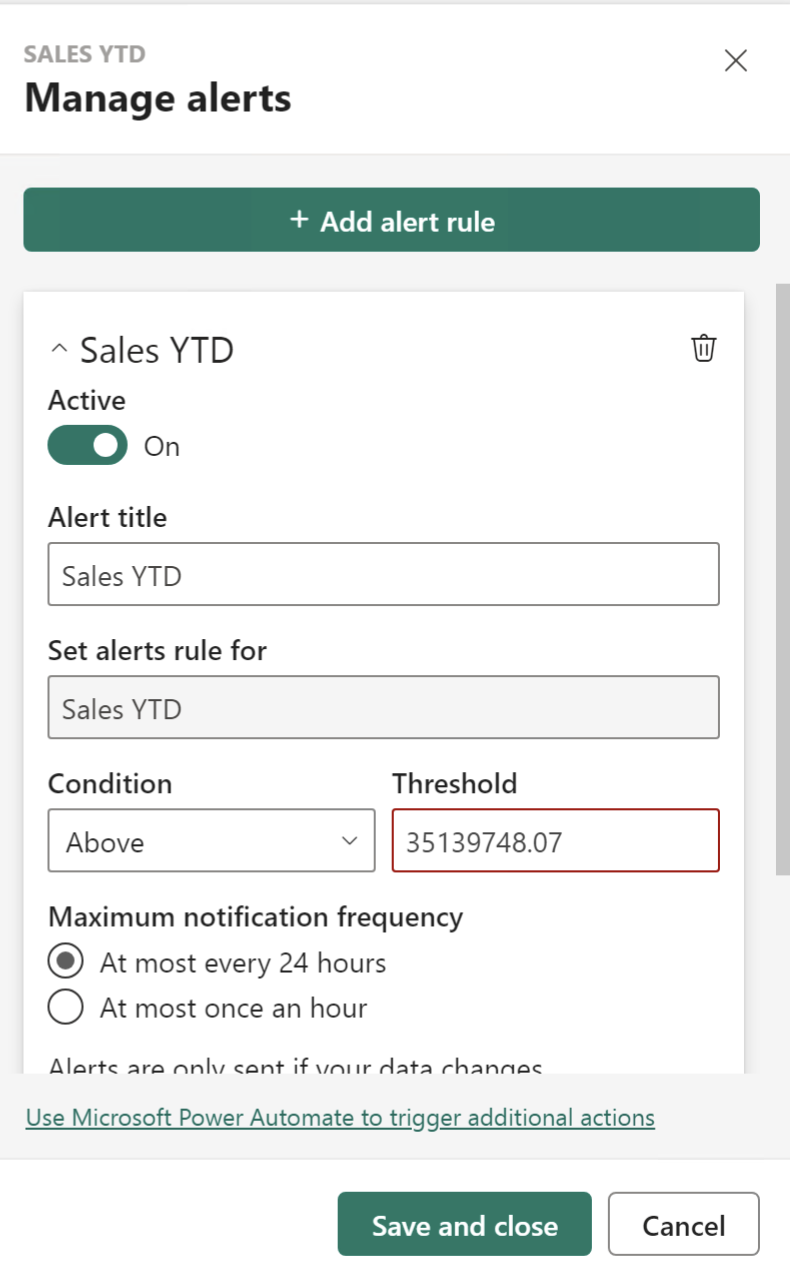 SALES YTD
Manage alerts
+ Add alert rule
Sales YTD
Active
On
Alert title
Sales YTD
Set alerts rule for
Sales YTD
Condition
Threshold
Above
35139748.07
Maximum notification frequency
At most every 24 hours
At most once an hour
Alerts are only sent if your data changes
Use Microsoft Power Automate to trigger additional actions
Save and close
Cancel